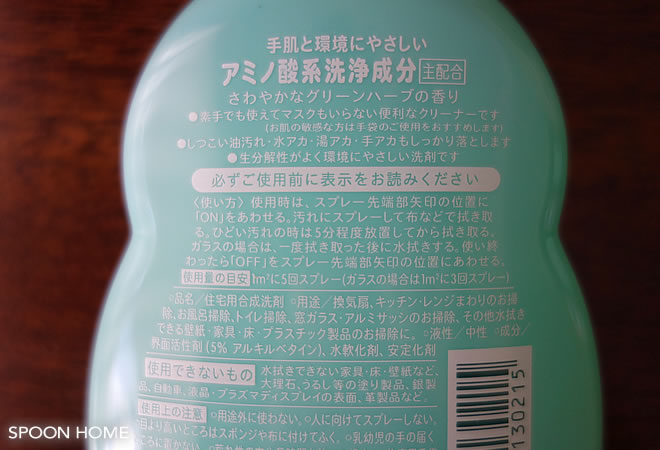 手肌と環境にやさしい
アミノ酸系洗浄成分 主配合
さわやかなグリーンハーブの香り
●素手でも使えてマスクもいらない便利なクリーナーです
(お肌の敏感な方は手袋のご使用をおすすめします)
●しつこい油汚れ・水アカ・湯アカ・手アカもしっかり落とします
●生分解性がよく環境にやさしい洗剤です
必ずご使用前に表示をお読みください
〈使い方〉使用時は、スプレー先端部矢印の位置に
「ON」をあわせる。汚れにスプレーして布などで拭き取
る。ひどい汚れの時は5分程度放置してから拭き取る。
ガラスの場合は、一度拭き取った後に水拭きする。使い終
わったら「OFF」をスプレー先端部矢印の位置にあわせる。
使用量の目安 1m²に5回スプレー(ガラスの場合は1m²に3回スプレー)
○品名/住宅用合成洗剤 ○用途/換気扇、キッチン・レンジまわりのお掃
除、お風呂掃除、トイレ掃除、窓ガラス・アルミサッシのお掃除、その他水拭き
できる壁紙・家具・床・プラスチック製品のお掃除に。○液性/中性 ○成分/
界面活性剤(5% アルキルベタイン)、水軟化剤、安定化剤
使用できないもの 水拭きできない家具・床・壁紙など、
大理石、うるし等の塗り製品、銀製
品、自動車、液晶・プラズマディスプレイの表面、革製品など。
使用上の注意 ○用途外に使わない。○人に向けてスプレーしない。
目より高いところはスポンジや布に付けてふく。○乳幼児の手の届く
ところに置かない。
130215
SPOON HOME